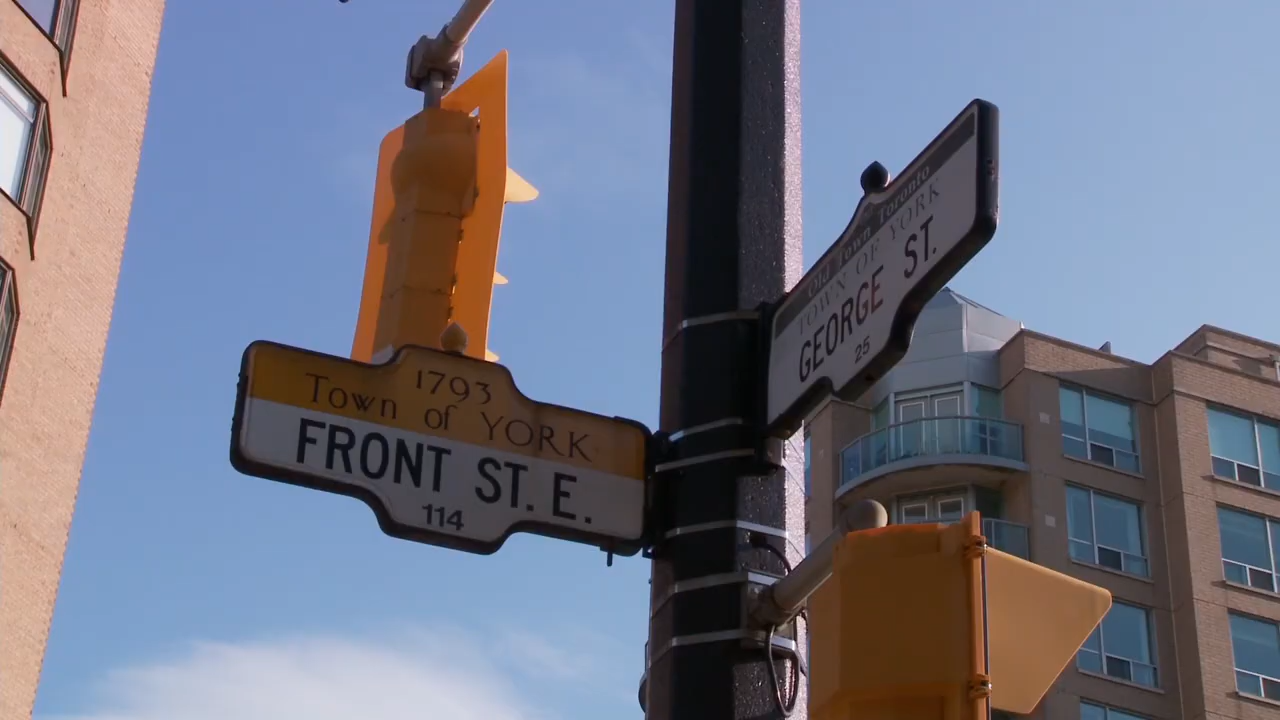 1793
Town of YORK
FRONT ST. E.
114
Old Town Toronto
TOWN OF YORK
GEORGE ST.
25